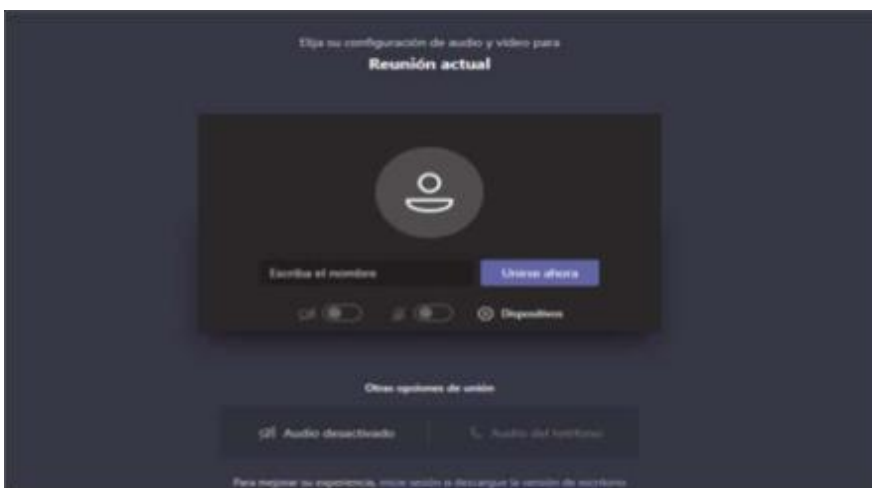 Elija su configuración de audio y video para
Reunión actual
Escriba el nombre
Unirse ahora
Dispositivos
Otras opciones de unión
Audio desactivado
Audio del teléfono
Para mejorar su experiencia, inicie sesión o descargue la versión de escritorio